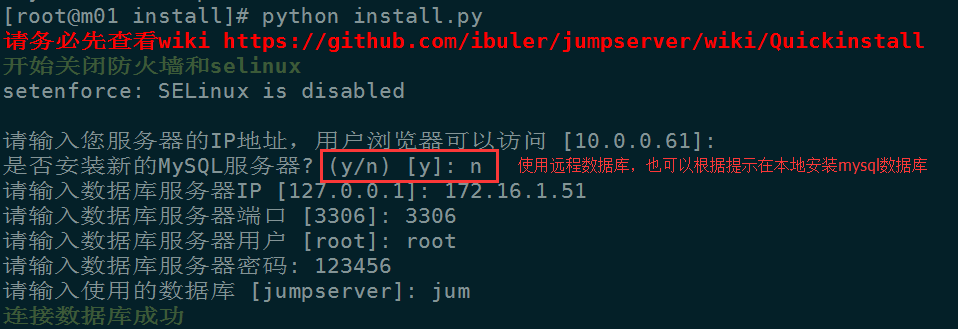 [root@m01 install]# python install.py
请务必先查看wiki https://github.com/ibuler/jumpserver/wiki/Quickinstall
开始关闭防火墙和selinux
setenforce: SELinux is disabled
请输入您服务器的IP地址，用户浏览器可以访问 [10.0.0.61]:
是否安装新的MySQL服务器? (y/n) [y]: n 使用远程数据库，也可以根据提示在本地安装mysql数据库
请输入数据库服务器IP [127.0.0.1]: 172.16.1.51
请输入数据库服务器端口 [3306]: 3306
请输入数据库服务器用户 [root]: root
请输入数据库服务器密码: 123456
请输入使用的数据库 [jumpserver]: jum
连接数据库成功